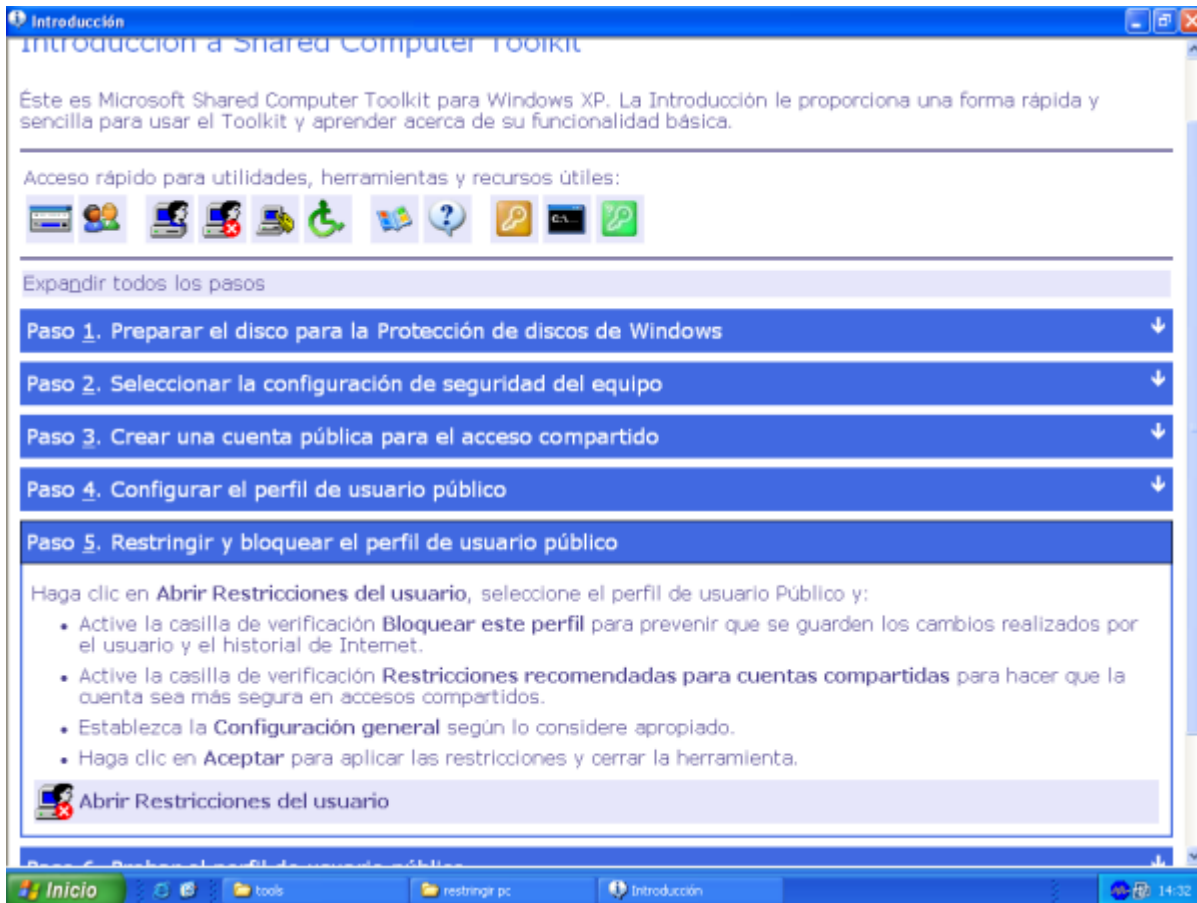 Introducción
Introducción a Shared Computer Toolkit
Éste es Microsoft Shared Computer Toolkit para Windows XP. La Introducción le proporciona una forma rápida y
sencilla para usar el Toolkit y aprender acerca de su funcionalidad básica.
Acceso rápido para utilidades, herramientas y recursos útiles:
C:\...
Expandir todos los pasos
Paso 1. Preparar el disco para la Protección de discos de Windows
Paso 2. Seleccionar la configuración de seguridad del equipo
Paso 3. Crear una cuenta pública para el acceso compartido
Paso 4. Configurar el perfil de usuario público
Paso 5. Restringir y bloquear el perfil de usuario público
Haga clic en Abrir Restricciones del usuario, seleccione el perfil de usuario Público y:
• Active la casilla de verificación Bloquear este perfil para prevenir que se guarden los cambios realizados por
el usuario y el historial de Internet.
• Active la casilla de verificación Restricciones recomendadas para cuentas compartidas para hacer que la
cuenta sea más segura en accesos compartidos.
• Establezca la Configuración general según lo considere apropiado.
• Haga clic en Aceptar para aplicar las restricciones y cerrar la herramienta.
Abrir Restricciones del usuario
Paso 6. Probar el perfil de usuario público
Inicio tools restringir pc Introducción 14:32